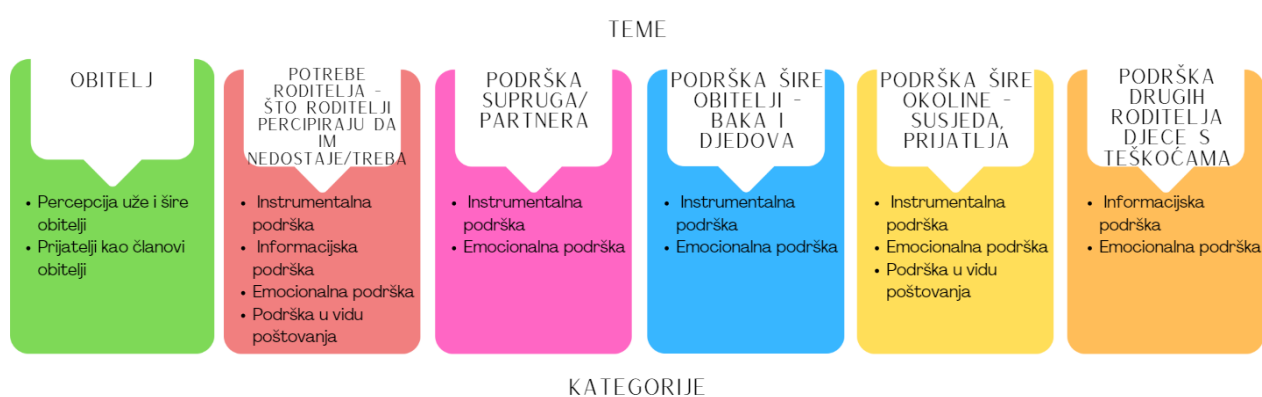 TEME
OBITELJ
• Percepcija uže i šire
obitelji
• Prijatelji kao članovi
obitelji
POTREBE
RODITELJA -
ŠTO RODITELJI
PERCIPIRAJU DA
IM
NEDOSTAJE/TREBA
• Instrumentalna
podrška
• Informacijska
podrška
• Emocionalna podrška
• Podrška u vidu
poštovanja
PODRŠKA
SUPRUGA/
PARTNERA
• Instrumentalna
podrška
• Emocionalna podrška
PODRŠKA ŠIRE
OBITELJI -
BAKA I
DJEDOVA
• Instrumentalna
podrška
• Emocionalna podrška
PODRŠKA ŠIRE
OKOLINE -
SUSJEDA,
PRIJATLJA
• Instrumentalna
podrška
• Emocionalna podrška
• Podrška u vidu
poštovanja
PODRŠKA
DRUGIH
RODITELJA
DJECE S
TEŠKOĆAMA
• Informacijska
podrška
• Emocionalna podrška
KATEGORIJE